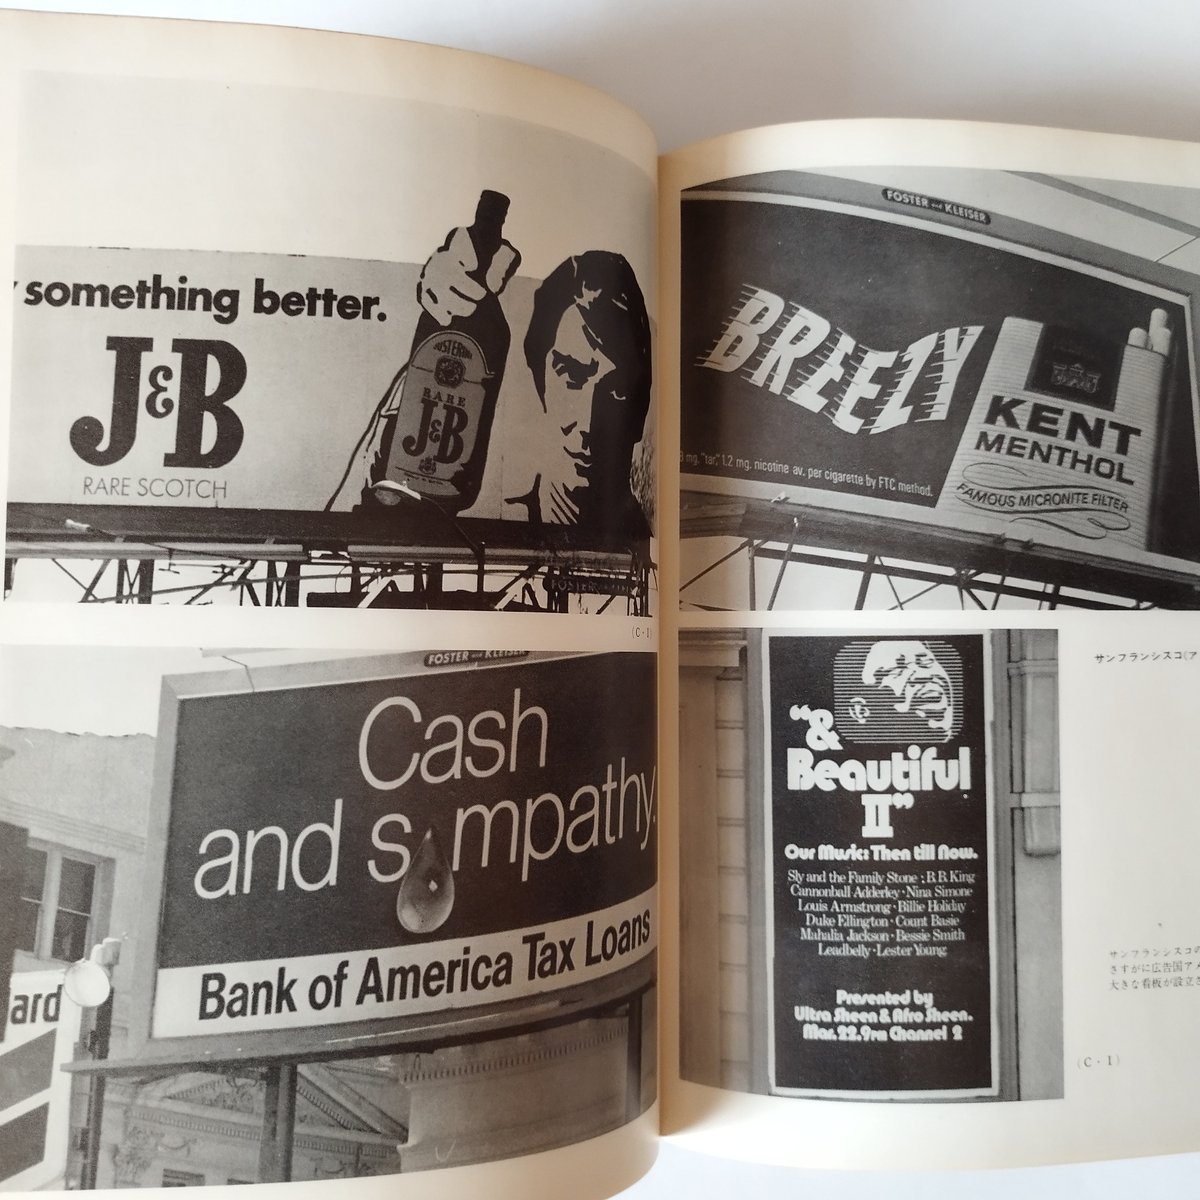 something better.
J&B
RARE SCOTCH
JUSTERINI
RARE
J&B
FOSTER
(C・I)
FOSTER and KLEISER
Cash
and sympathy.
Bank of America Tax Loans
ard
FOSTER and KLEISER
BREEZY
KENT
MENTHOL
FAMOUS MICRONITE FILTER
8 mg. "tar," 1.2 mg. nicotine av. per cigarette by FTC method.
"&
Beautiful
II"
Our Music: Then till Now.
Sly and the Family Stone · B.B. King
Cannonball Adderley · Nina Simone
Louis Armstrong · Billie Holiday
Duke Ellington · Count Basie
Mahalia Jackson · Bessie Smith
Leadbelly · Lester Young
Presented by
Ultra Sheen & Afro Sheen.
Mar. 22, 9PM Channel 2
サンフランシスコ(ア
サンフランシスコの
さすがに広告国アメ
大きな看板が設立さ
(C・I)